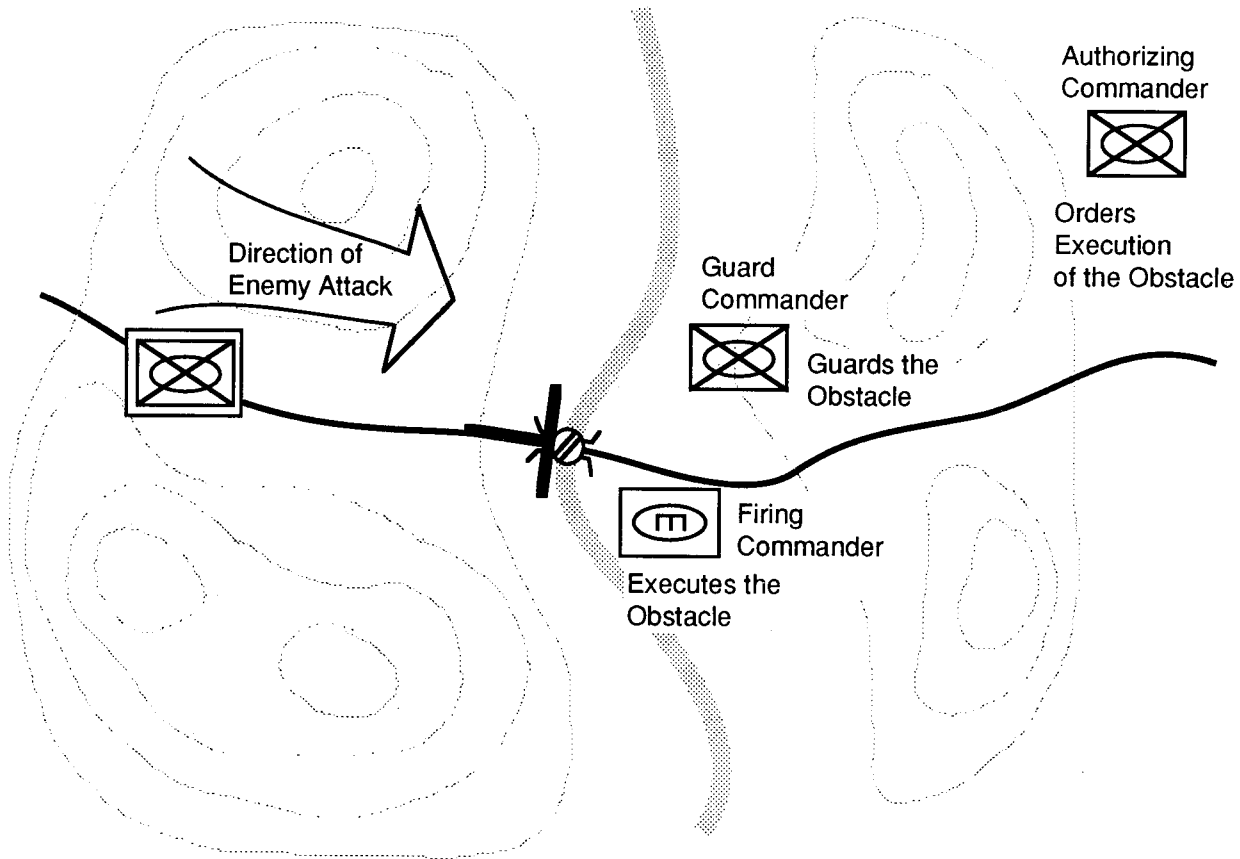 Authorizing
Commander
Orders
Execution
of the Obstacle
Direction of
Enemy Attack
Guard
Commander
Guards the
Obstacle
E
Firing
Commander
Executes the
Obstacle